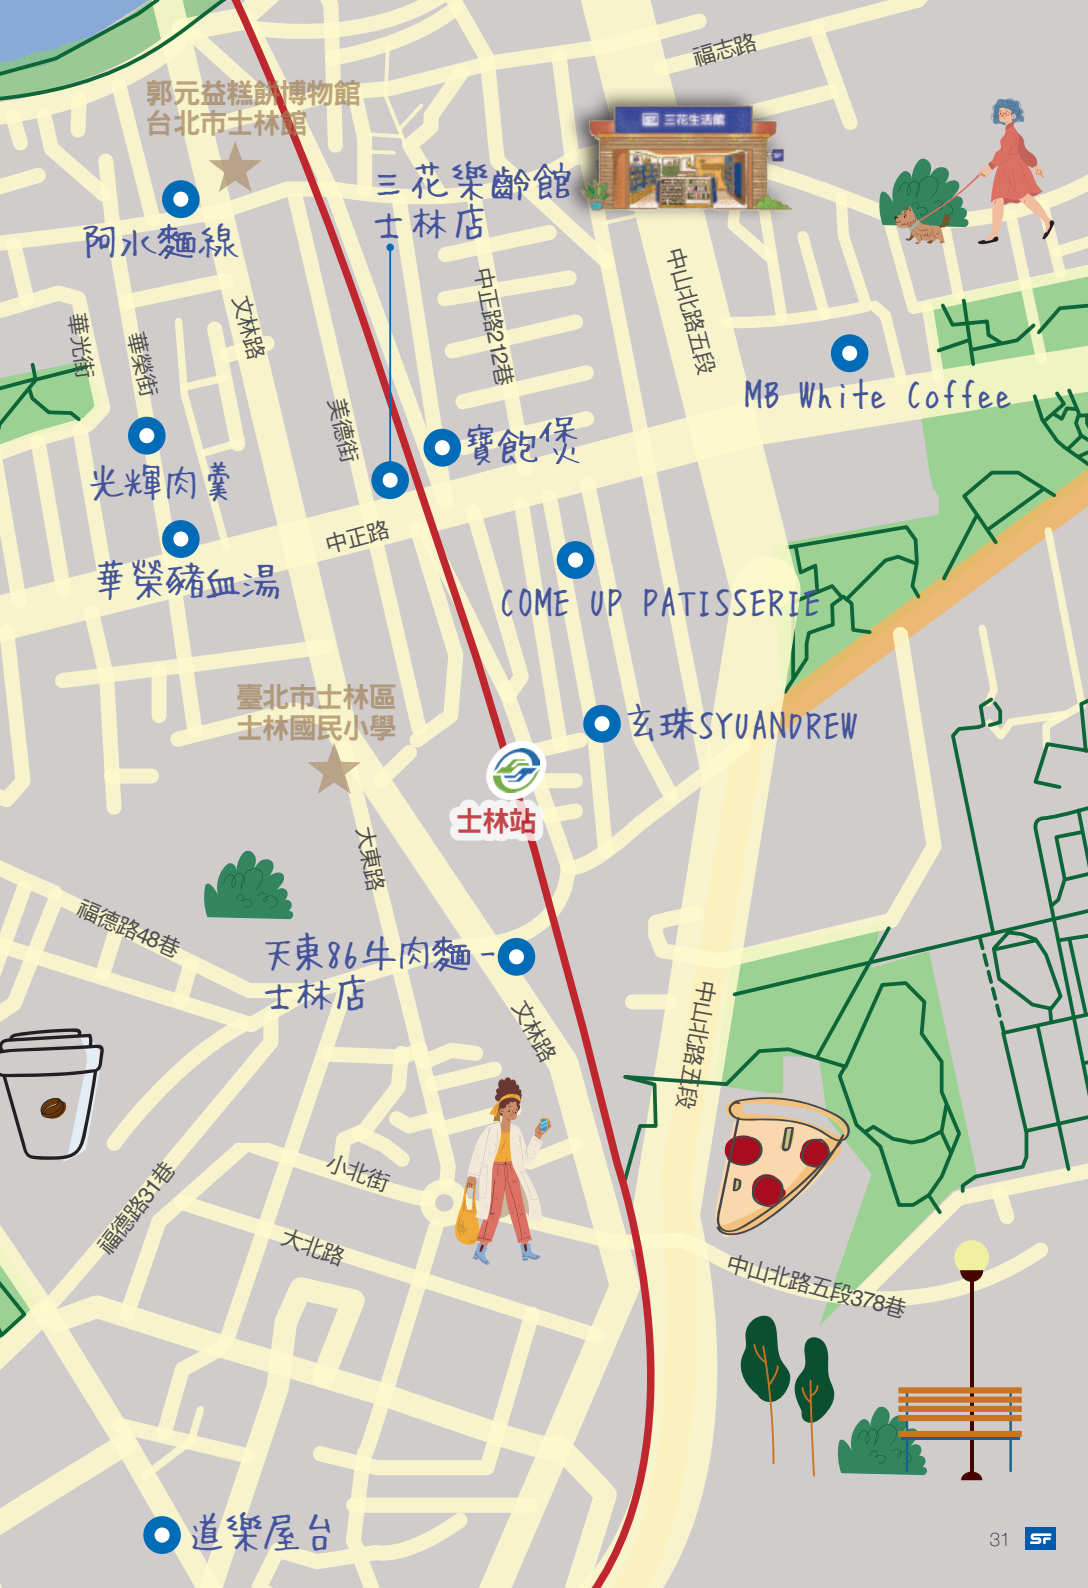 福志路
郭元益糕餅博物館
台北市士林館
三花生活館
三花樂齡館
士林店
阿水麵線
中山北路五段
中正路212巷
文林路
華光街
華榮街
MB White Coffee
美德街
寶飽煲
光輝肉羹
中正路
華榮豬血湯
COME UP PATISSERIE
臺北市士林區
士林國民小學
玄珠SYUANDREW
士林站
大東路
福德路48巷
天東86牛肉麵-
士林店
中山北路五段
文林路
小北街
福德路31巷
大北路
中山北路五段378巷
道樂屋台
31 SF